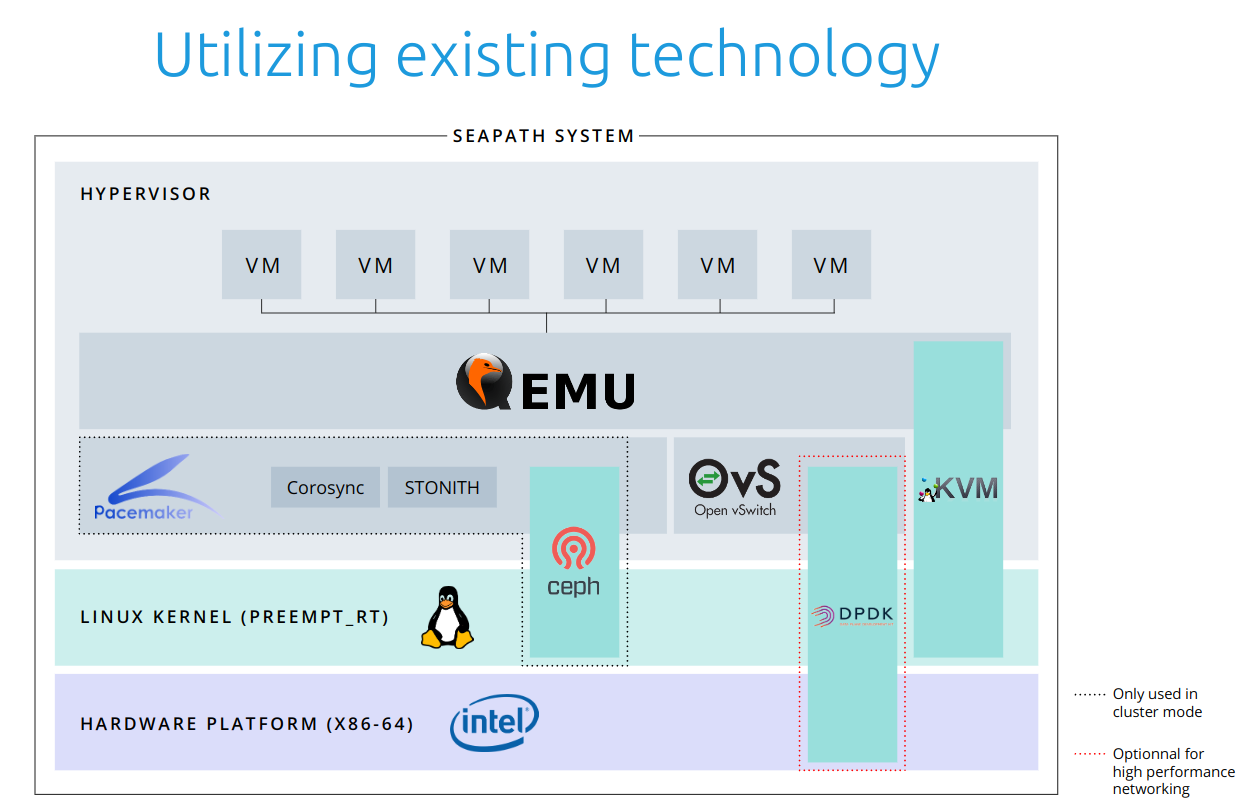 Utilizing existing technology
SEAPATH SYSTEM
HYPERVISOR
VM VM VM VM VM VM
QEMU
Pacemaker
Corosync
STONITH
OvS
Open vSwitch
KVM
ceph
LINUX KERNEL (PREEMPT_RT)
DPDK
HARDWARE PLATFORM (X86-64)
intel
Only used in
cluster mode
Optionnal for
high performance
networking